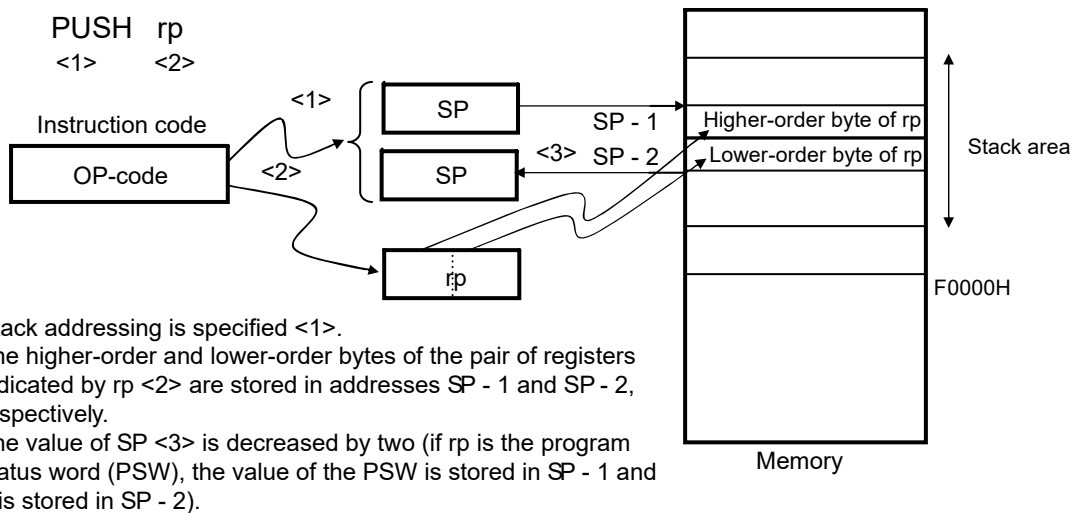 PUSH rp
<1> <2>
<1>
Instruction code
OP-code
<2>
SP
SP
rp
SP - 1
<3> SP - 2
Higher-order byte of rp
Lower-order byte of rp
Stack area
F0000H
Memory
tack addressing is specified <1>.
he higher-order and lower-order bytes of the pair of registers
dicated by rp <2> are stored in addresses SP - 1 and SP - 2,
spectively.
he value of SP <3> is decreased by two (if rp is the program
atus word (PSW), the value of the PSW is stored in SP - 1 and
is stored in SP - 2).